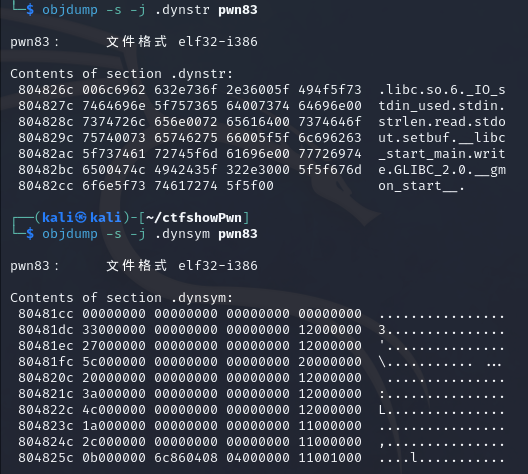 └─$ objdump -s -j .dynstr pwn83
pwn83：     文件格式 elf32-i386
Contents of section .dynstr:
 804826c 006c6962 632e736f 2e36005f 494f5f73  .libc.so.6._IO_s
 804827c 7464696e 5f757365 64007374 64696e00  tdin_used.stdin.
 804828c 7374726c 656e0072 65616400 7374646f  strlen.read.stdo
 804829c 75740073 65746275 66005f5f 6c696263  ut.setbuf.__libc
 80482ac 5f737461 72745f6d 61696e00 77726974  _start_main.writ
 80482bc 6500474c 4942435f 322e3000 5f5f676d  e.GLIBC_2.0.__gm
 80482cc 6f6e5f73 74617274 5f5f00             on_start__.
┌──(kali㉿kali)-[~/ctfshowPwn]
└─$ objdump -s -j .dynsym pwn83
pwn83：     文件格式 elf32-i386
Contents of section .dynsym:
 80481cc 00000000 00000000 00000000 00000000  ................
 80481dc 33000000 00000000 00000000 12000000  3...............
 80481ec 27000000 00000000 00000000 12000000  '...............
 80481fc 5c000000 00000000 00000000 20000000  \........... ...
 804820c 20000000 00000000 00000000 12000000   ...............
 804821c 3a000000 00000000 00000000 12000000  :...............
 804822c 4c000000 00000000 00000000 12000000  L...............
 804823c 1a000000 00000000 00000000 11000000  ................
 804824c 2c000000 00000000 00000000 11000000  ,...............
 804825c 0b000000 6c860408 04000000 11001000  ....l...........